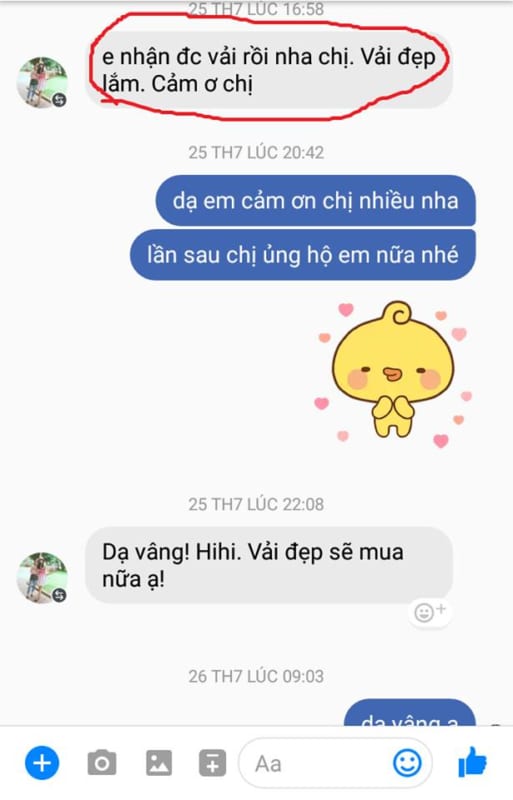 25 TH7 LÚC 16:58
e nhận đc vải rồi nha chị. Vải đẹp
lắm. Cảm ơ chị
25 TH7 LÚC 20:42
dạ em cảm ơn chị nhiều nha
lần sau chị ủng hộ em nữa nhé
25 TH7 LÚC 22:08
Dạ vâng! Hihi. Vải đẹp sẽ mua
nữa ạ!
26 TH7 LÚC 09:03
dạ vâng ạ
Aa